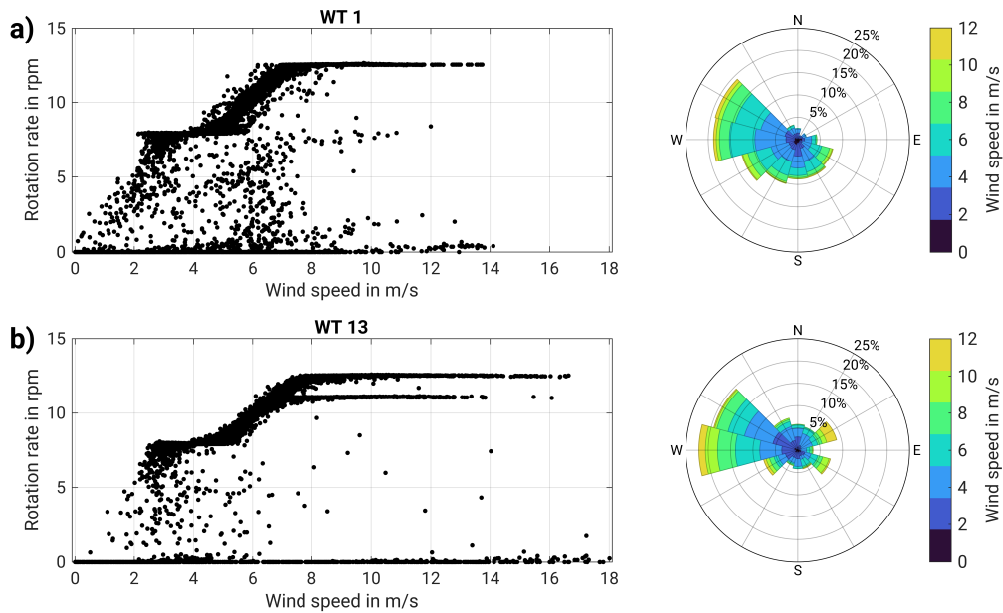 a)
WT 1
Rotation rate in rpm
15
10
5
0
0 2 4 6 8 10 12 14 16 18
Wind speed in m/s
N
E
S
W
25%
20%
15%
10%
5%
12
10
8
6
4
2
0
Wind speed in m/s
b)
WT 13
Rotation rate in rpm
15
10
5
0
0 2 4 6 8 10 12 14 16 18
Wind speed in m/s
N
E
S
W
25%
20%
15%
10%
5%
12
10
8
6
4
2
0
Wind speed in m/s